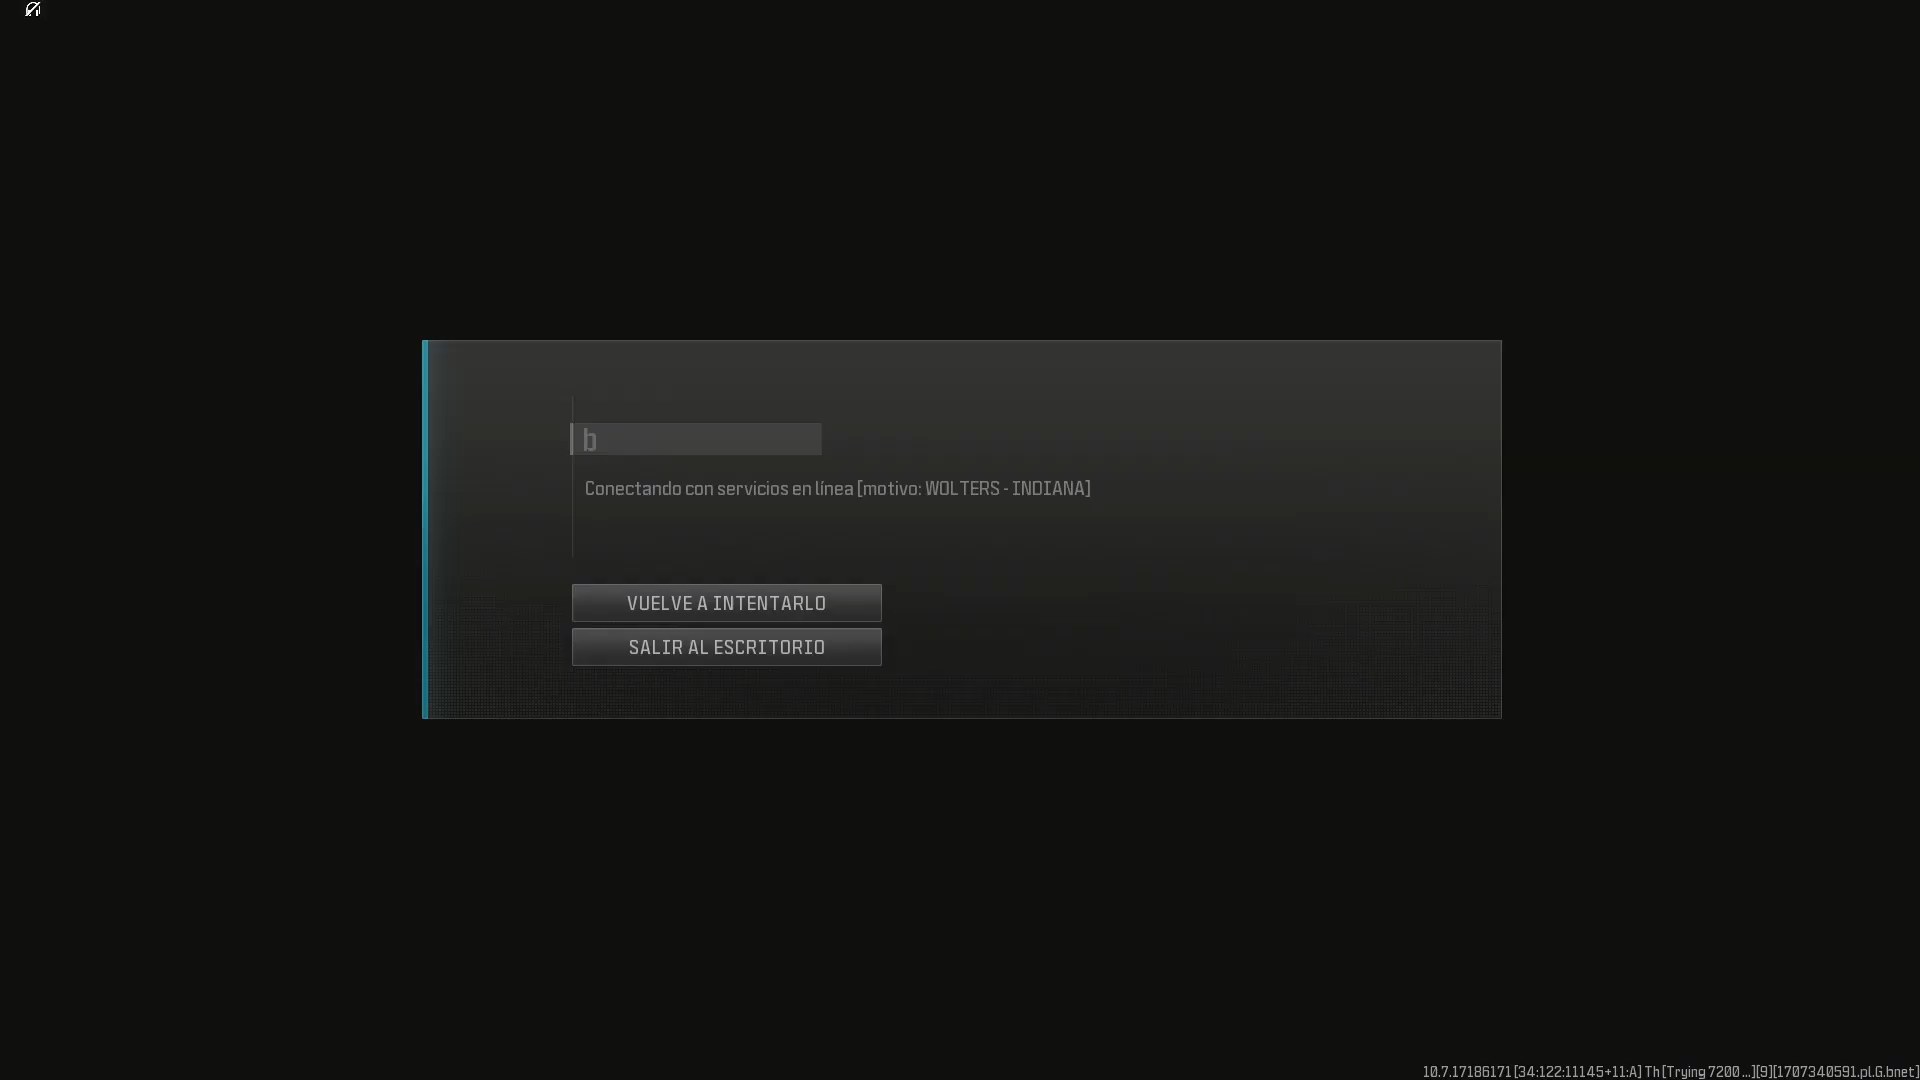 b
Conectando con servicios en línea [motivo: WOLTERS - INDIANA]
VUELVE A INTENTARLO
SALIR AL ESCRITORIO
10.7.17186171 [34:122:11145+11:A] Th [Trying 7200 ...][9][1707340591.pl.G.bnet]